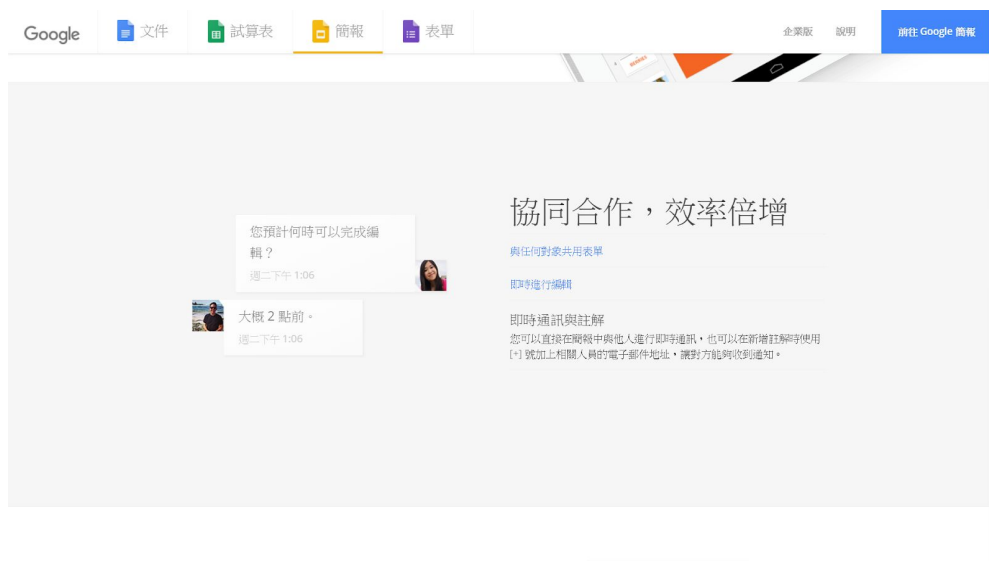 Google
文件
試算表
簡報
表單
企業版
說明
前往 Google 簡報
協同合作，效率倍增
您預計何時可以完成編
輯？
週二下午 1:06
大概 2 點前。
週二下午 1:06
與任何對象共用表單
即時進行編輯
即時通訊與註解
您可以直接在簡報中與他人進行即時通訊，也可以在新增註解時使用
[+] 號加上相關人員的電子郵件地址，讓對方能夠收到通知。